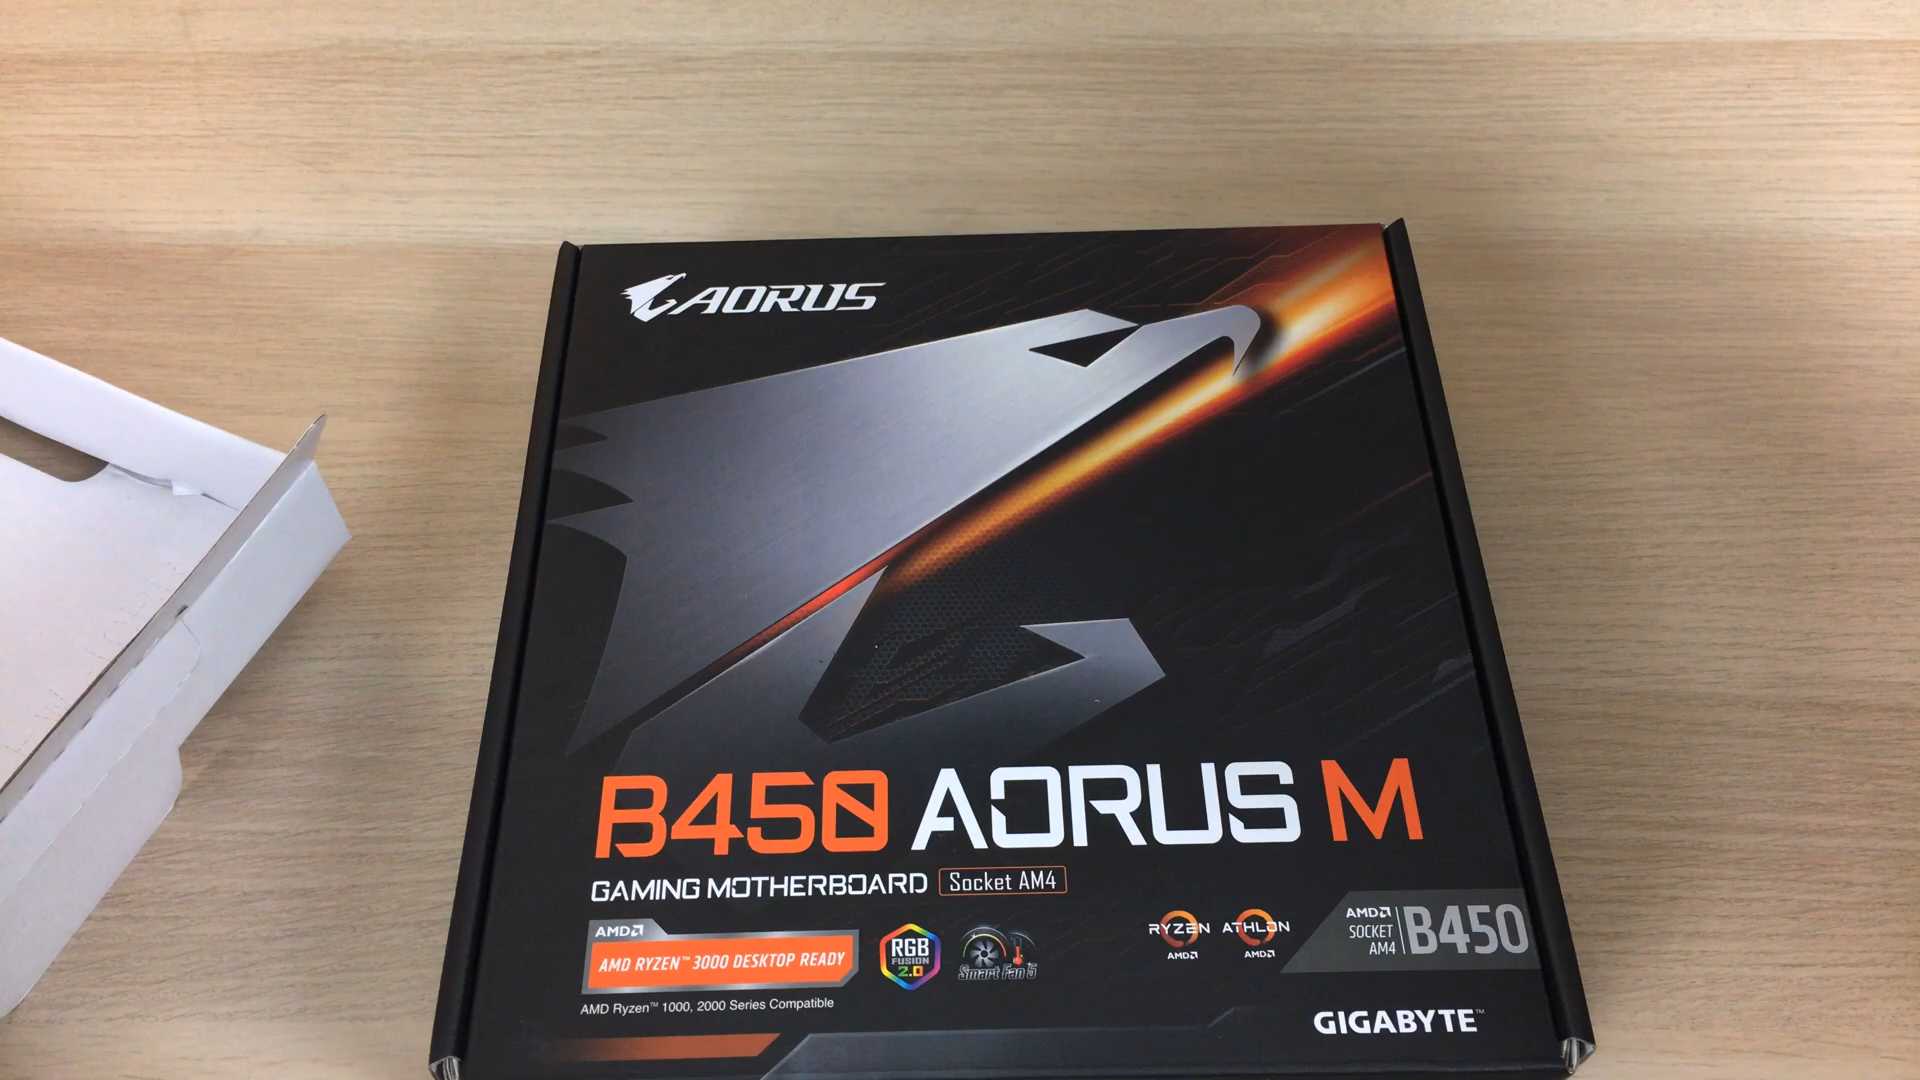 AORUS
B450 AORUS M
GAMING MOTHERBOARD Socket AM4
AMD
AMD RYZEN™ 3000 DESKTOP READY
AMD Ryzen™ 1000, 2000 Series Compatible
RGB
FUSION
2.0
Smart Fan 5
RYZEN
AMD
ATHLON
AMD
AMD
SOCKET
AM4
B450
GIGABYTE™